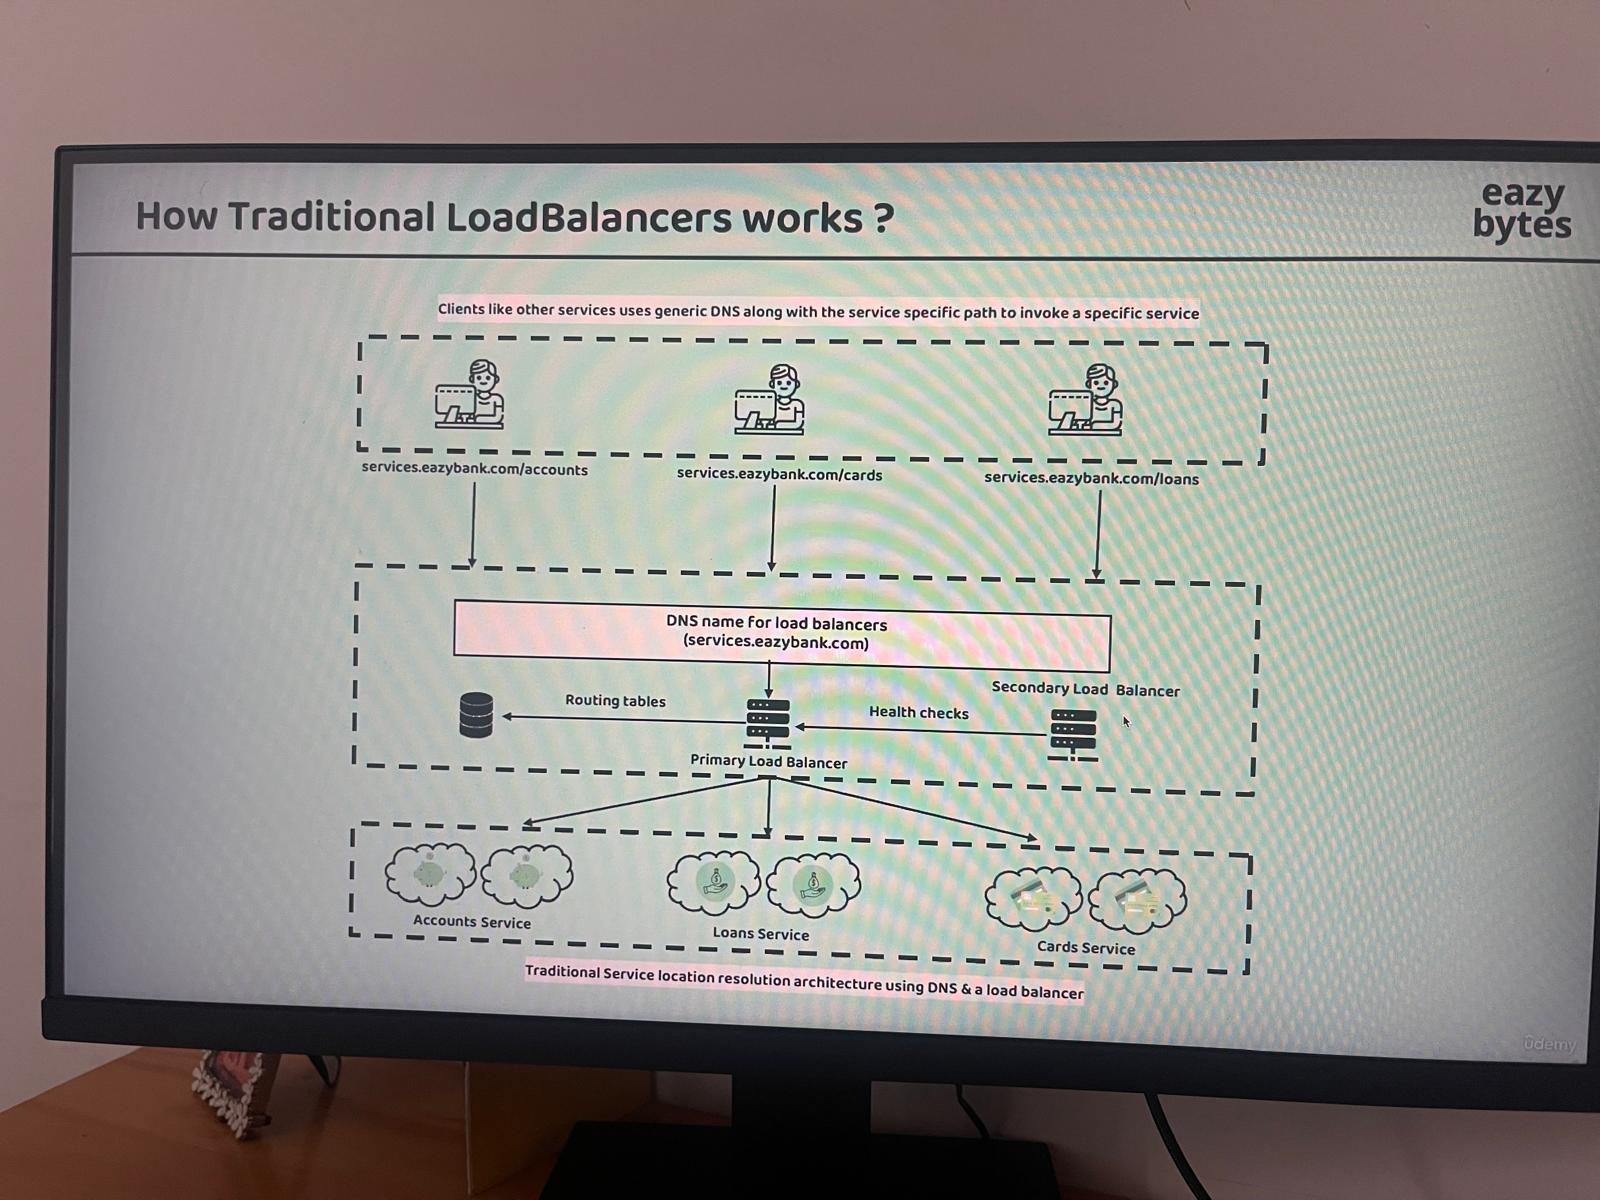 How Traditional LoadBalancers works ?
eazy
bytes
Clients like other services uses generic DNS along with the service specific path to invoke a specific service
services.eazybank.com/accounts
services.eazybank.com/cards
services.eazybank.com/loans
DNS name for load balancers
(services.eazybank.com)
Secondary Load Balancer
Routing tables
Health checks
Primary Load Balancer
Accounts Service
Loans Service
Cards Service
Traditional Service location resolution architecture using DNS & a load balancer
ûdemy